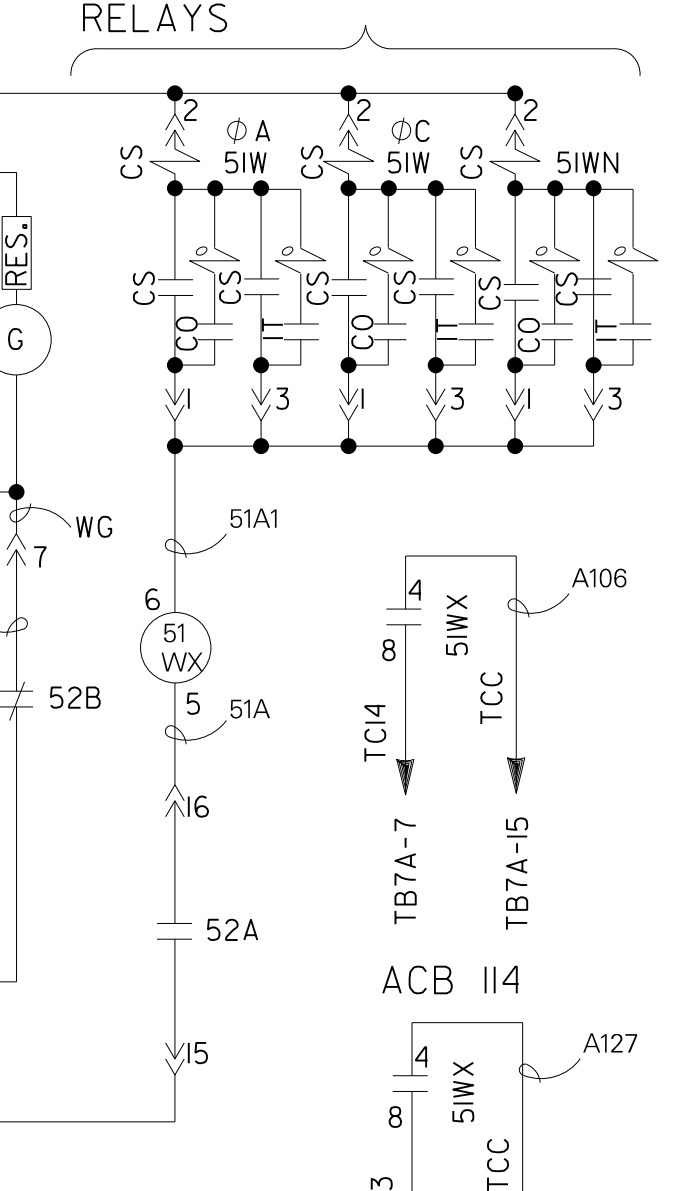 RELAYS
2
2
2
Ø A
ØC
CS
51W
CS
51W
CS
51WN
RES.
CS
CS
CS
CS
CS
CS
G
CO
IT
CO
IT
CO
IT
1
3
1
3
1
3
WG
51A1
7
6
51
WX
4
A106
8
51WX
52B
5
51A
TC14
TCC
16
TB7A-7
TB7A-15
52A
ACB 114
15
4
A127
8
51WX
TCC
3